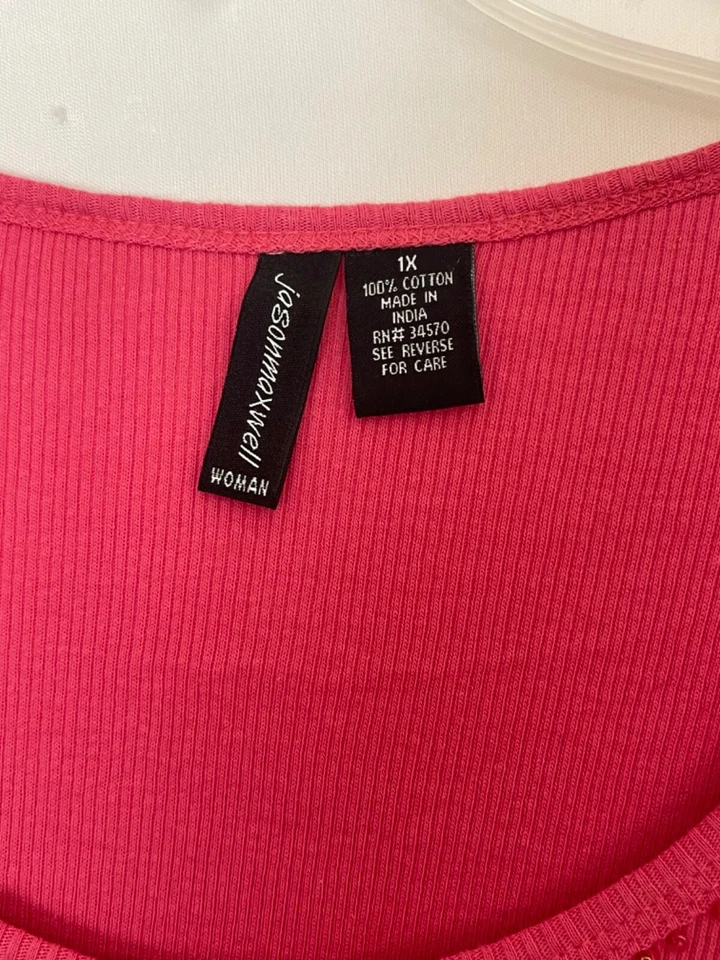 jasonmaxwell
WOMAN
1X
100% COTTON
MADE IN
INDIA
RN# 34570
SEE REVERSE
FOR CARE